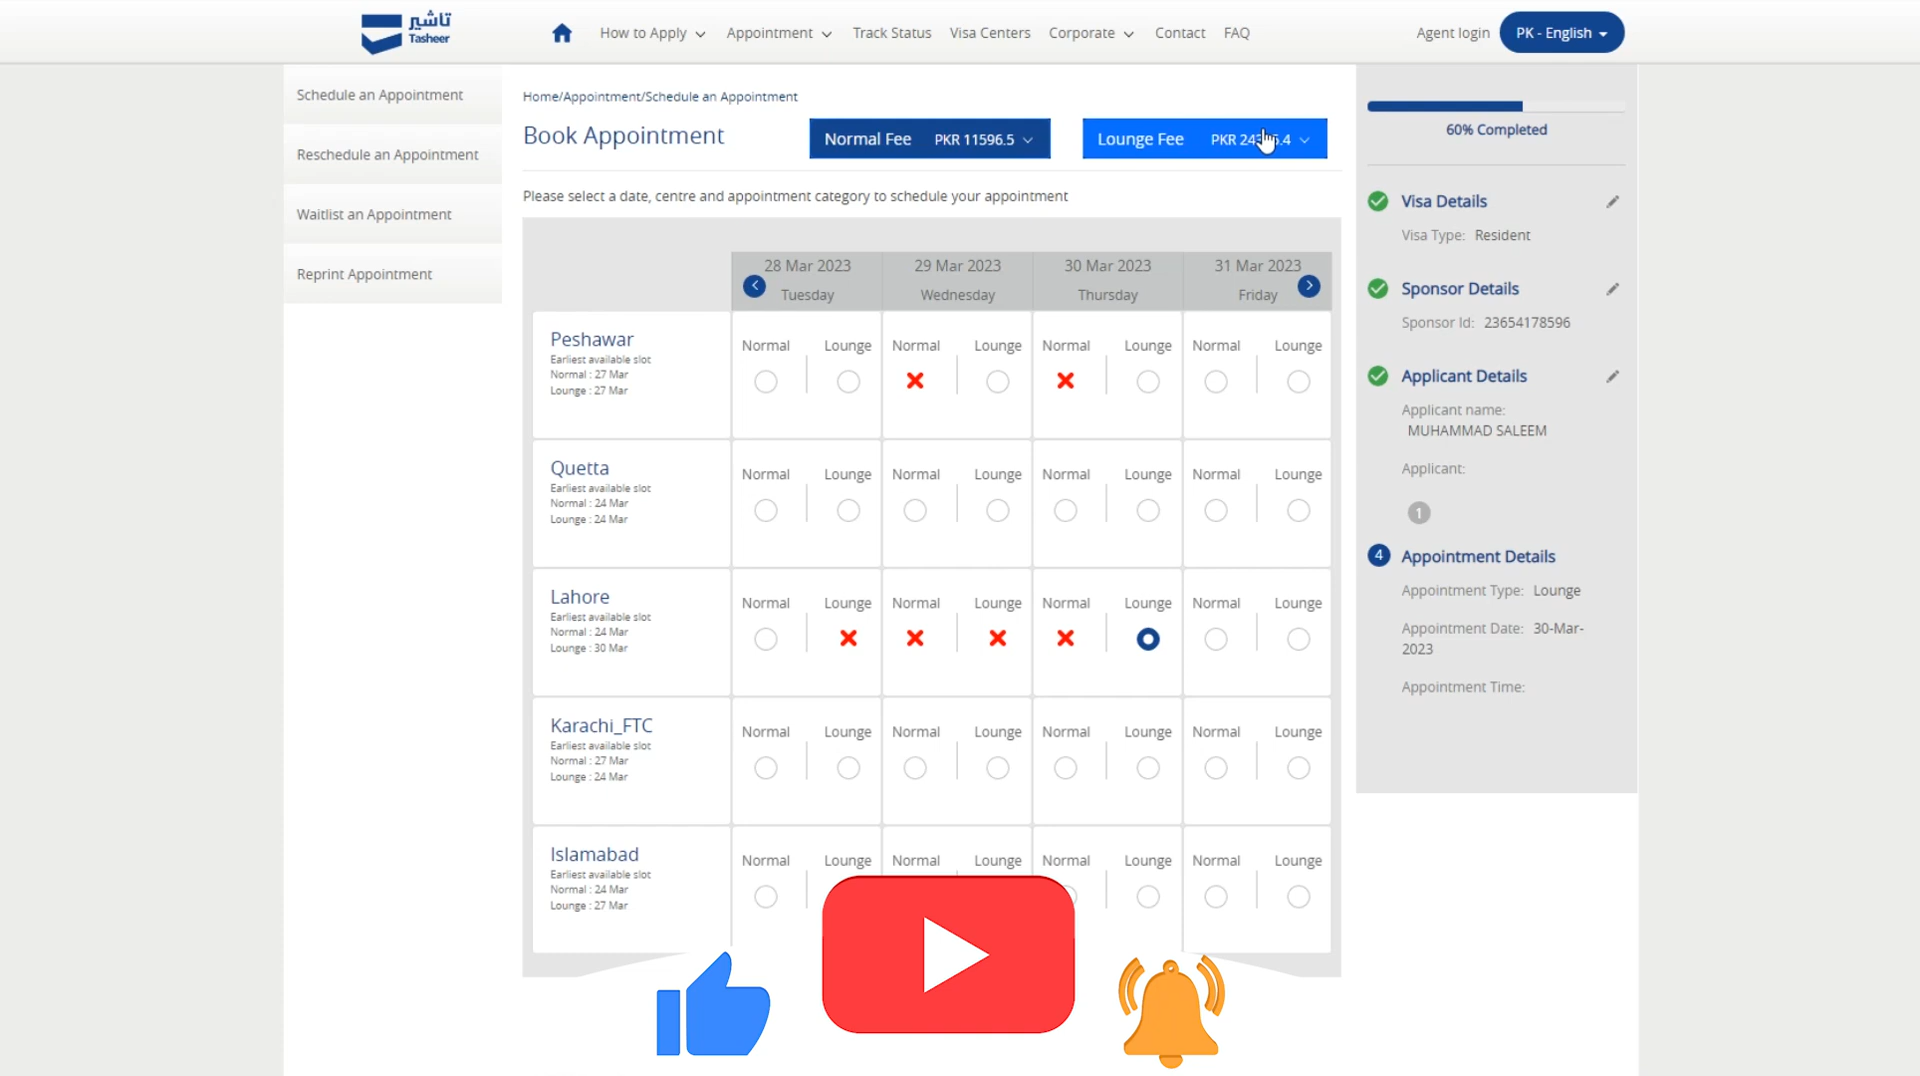 تاشير
Tasheer
How to Apply
Appointment
Track Status
Visa Centers
Corporate
Contact
FAQ
Agent login
PK - English
Schedule an Appointment
Reschedule an Appointment
Waitlist an Appointment
Reprint Appointment
Home/Appointment/Schedule an Appointment
Book Appointment
Normal Fee PKR 11596.5
Lounge Fee PKR
Please select a date, centre and appointment category to schedule your appointment
28 Mar 2023 29 Mar 2023 30 Mar 2023 31 Mar 2023
Tuesday Wednesday Thursday Friday
Peshawar
Earliest available slot
Normal : 27 Mar
Lounge : 27 Mar
Normal Lounge Normal Lounge Normal Lounge Normal Lounge
Quetta
Earliest available slot
Normal : 24 Mar
Lounge : 24 Mar
Normal Lounge Normal Lounge Normal Lounge Normal Lounge
Lahore
Earliest available slot
Normal : 24 Mar
Lounge : 30 Mar
Normal Lounge Normal Lounge Normal Lounge Normal Lounge
Karachi_FTC
Earliest available slot
Normal : 27 Mar
Lounge : 24 Mar
Normal Lounge Normal Lounge Normal Lounge Normal Lounge
Islamabad
Earliest available slot
Normal : 24 Mar
Lounge : 27 Mar
Normal Lounge Normal Lounge Normal Lounge Normal Lounge
60% Completed
Visa Details
Visa Type: Resident
Sponsor Details
Sponsor Id: 23654178596
Applicant Details
Applicant name:
MUHAMMAD SALEEM
Applicant:
1
4 Appointment Details
Appointment Type: Lounge
Appointment Date: 30-Mar-
2023
Appointment Time: